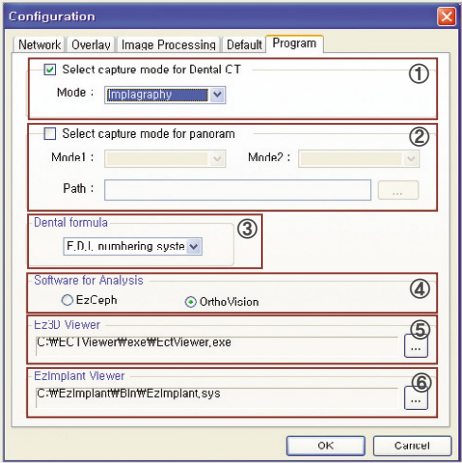 Configuration
Network Overlay Image Processing Default Program
Select capture mode for Dental CT ①
Mode : Implagraphy
Select capture mode for panoram ②
Mode1 : Mode2 :
Path : ...
Dental formula ③
F.D.I. numbering syste
Software for Analysis ④
EzCeph OrthoVision
Ez3D Viewer ⑤
C:₩ECTViewer₩exe₩EctViewer.exe ...
EzImplant Viewer ⑥
C:₩EzImplant₩Bin₩EzImplant.sys ...
OK Cancel